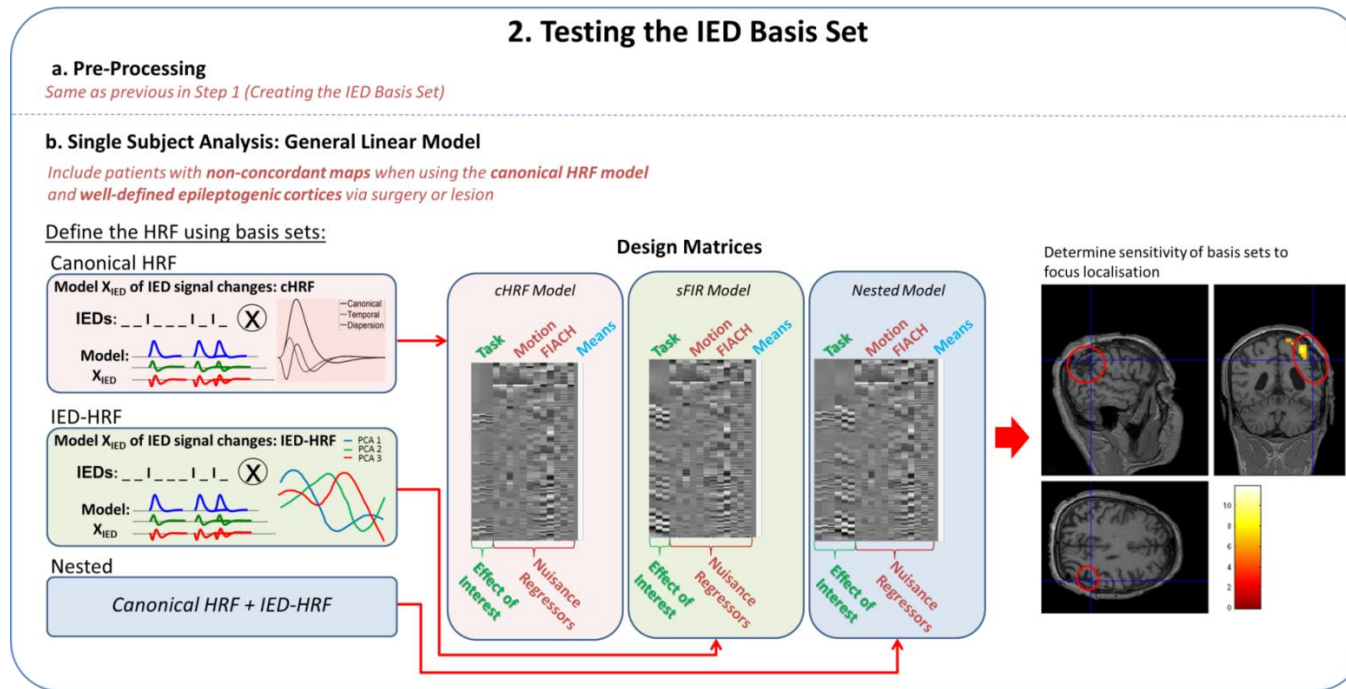 2. Testing the IED Basis Set
a. Pre-Processing
Same as previous in Step 1 (Creating the IED Basis Set)
b. Single Subject Analysis: General Linear Model
Include patients with non-concordant maps when using the canonical HRF model
and well-defined epileptogenic cortices via surgery or lesion
Define the HRF using basis sets:
Canonical HRF
Model X_IED of IED signal changes: cHRF
IEDs: _ _ I _ _ _ I _ I _ X
Canonical
Temporal
Dispersion
Model:
X_IED
IED-HRF
Model X_IED of IED signal changes: IED-HRF
PCA 1
PCA 2
PCA 3
IEDs: _ _ I _ _ _ I _ I _ X
Model:
X_IED
Nested
Canonical HRF + IED-HRF
Design Matrices
cHRF Model
Task
Motion
FIACH
Means
Effect of
Interest
Nuisance
Regressors
sFIR Model
Task
Motion
FIACH
Means
Effect of
Interest
Nuisance
Regressors
Nested Model
Task
Motion
FIACH
Means
Effect of
Interest
Nuisance
Regressors
Determine sensitivity of basis sets to
focus localisation
10
8
6
4
2
0